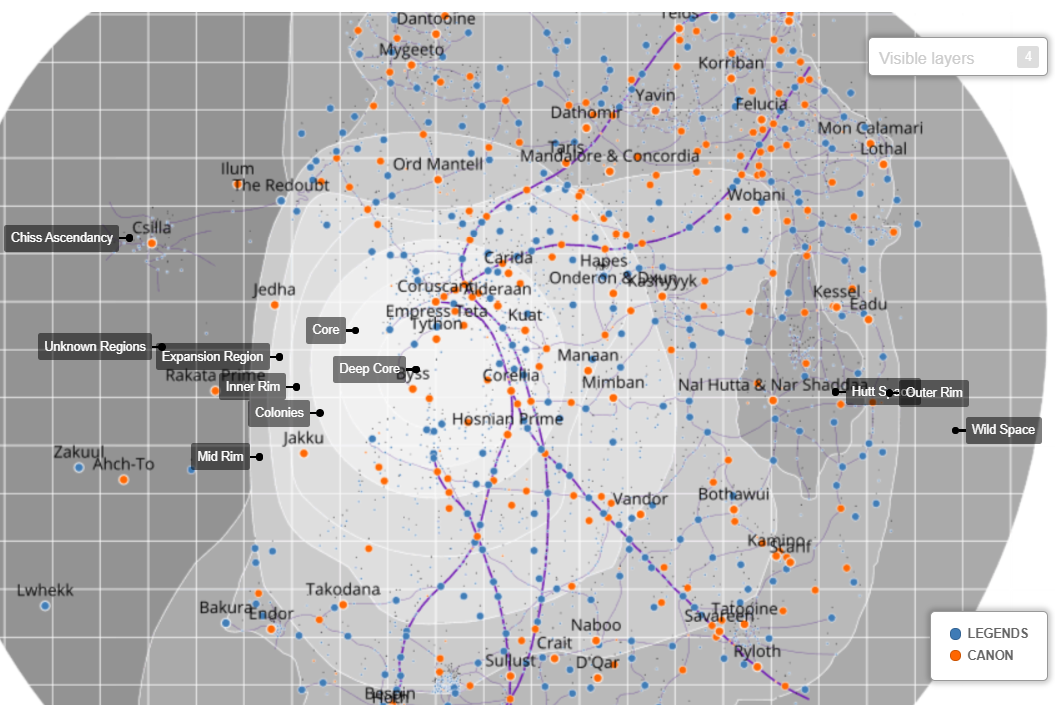 Dantooine
Telos
Mygeeto
Visible layers
4
Korriban
Yavin
Felucia
Dathomir
Mon Calamari
Taris
Lothal
Mandalore & Concordia
Ord Mantell
Ilum
The Redoubt
Wobani
Csilla
Chiss Ascendancy
Carida
Hapes
Onderon & Dxun
Kashyyyk
Coruscant
Alderaan
Jedha
Kessel
Eadu
Empress Teta
Kuat
Tython
Core
Unknown Regions
Expansion Region
Manaan
Deep Core
Byss
Rakata Prime
Corellia
Mimban
Inner Rim
Nal Hutta & Nar Shaddaa
Hutt Space
Outer Rim
Colonies
Hosnian Prime
Wild Space
Jakku
Zakuul
Mid Rim
Ahch-To
Vandor
Bothawui
Kamino
Scarif
Lwhekk
Takodana
Bakura
Endor
Tatooine
Savareen
Naboo
LEGENDS
Crait
Ryloth
CANON
Sullust
D'Qar
Bespin
Hoth